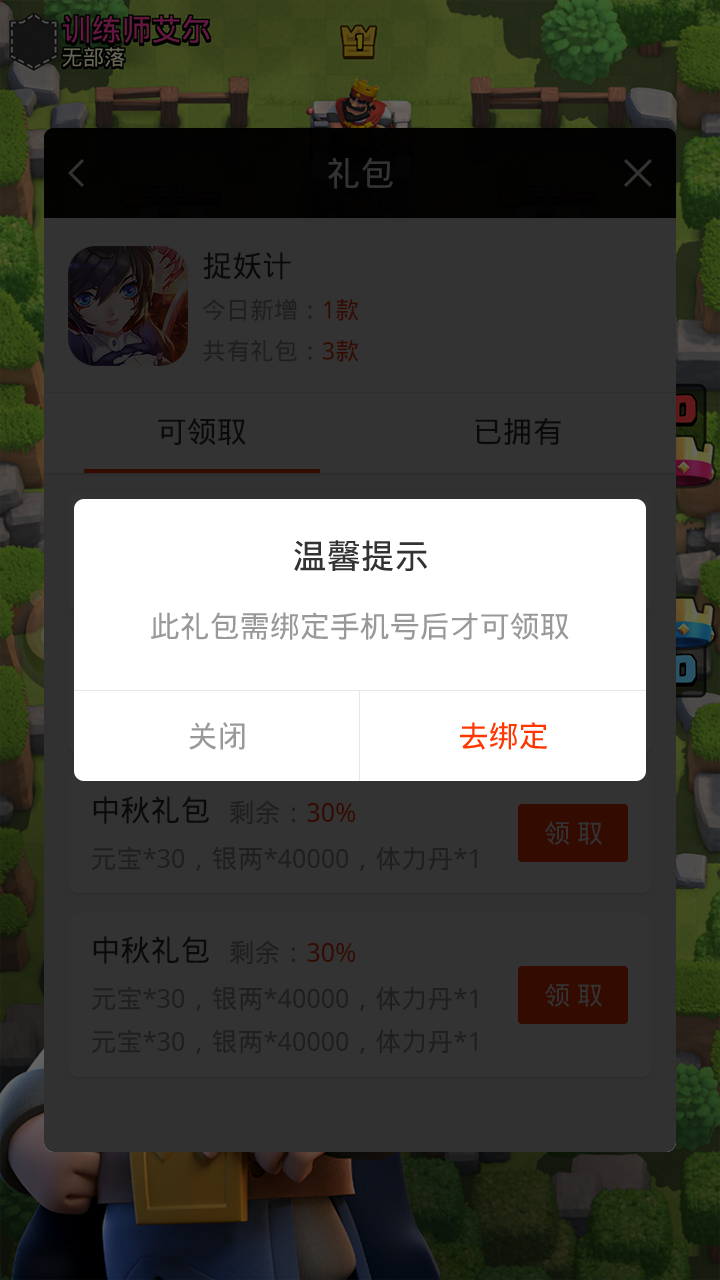 训练师艾尔
无部落
1
礼包
捉妖计
今日新增：1款
共有礼包：3款
可领取
已拥有
0
温馨提示
此礼包需绑定手机号后才可领取
0
关闭
去绑定
中秋礼包 剩余：30%
元宝*30，银两*40000，体力丹*1
领 取
中秋礼包 剩余：30%
元宝*30，银两*40000，体力丹*1
元宝*30，银两*40000，体力丹*1
领 取